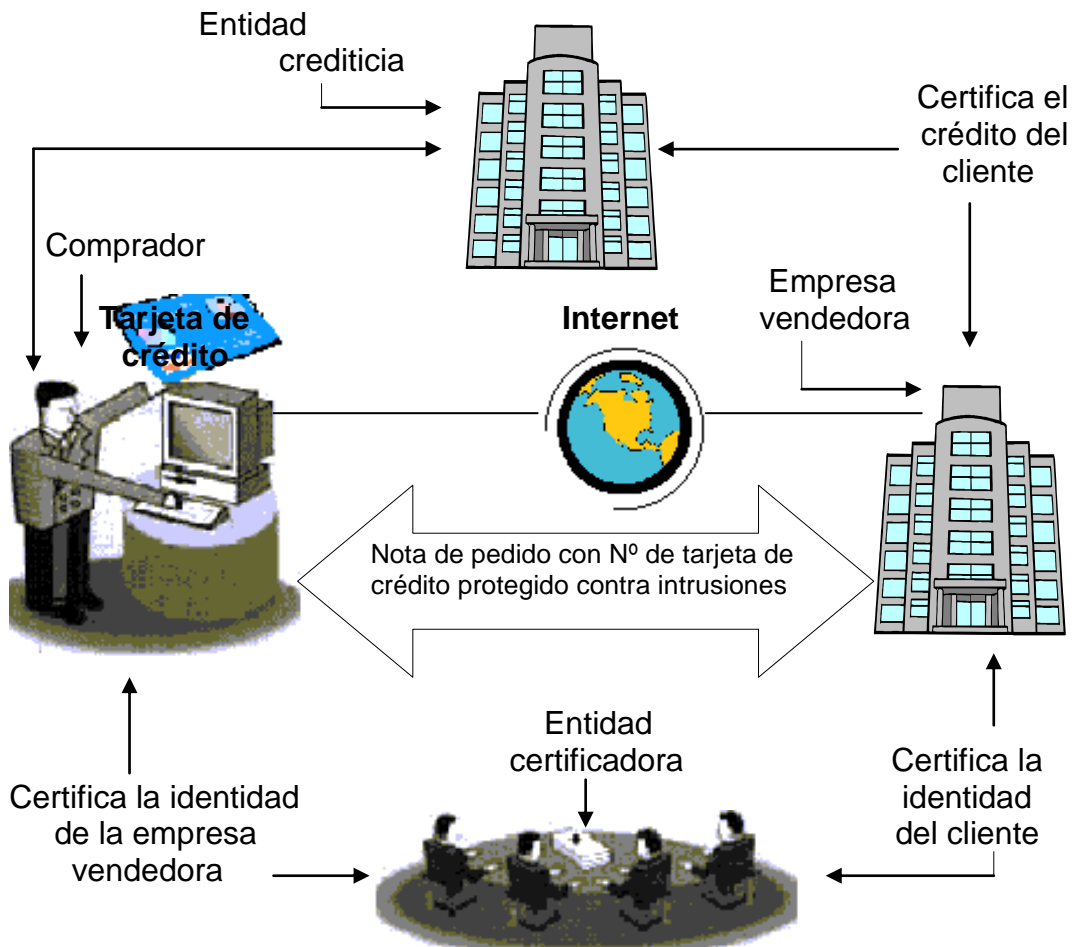 Entidad
crediticia
Certifica el
crédito del
cliente
Comprador
Tarjeta de
crédito
Internet
Empresa
vendedora
Nota de pedido con Nº de tarjeta de
crédito protegido contra intrusiones
Entidad
certificadora
Certifica la identidad
de la empresa
vendedora
Certifica la
identidad
del cliente